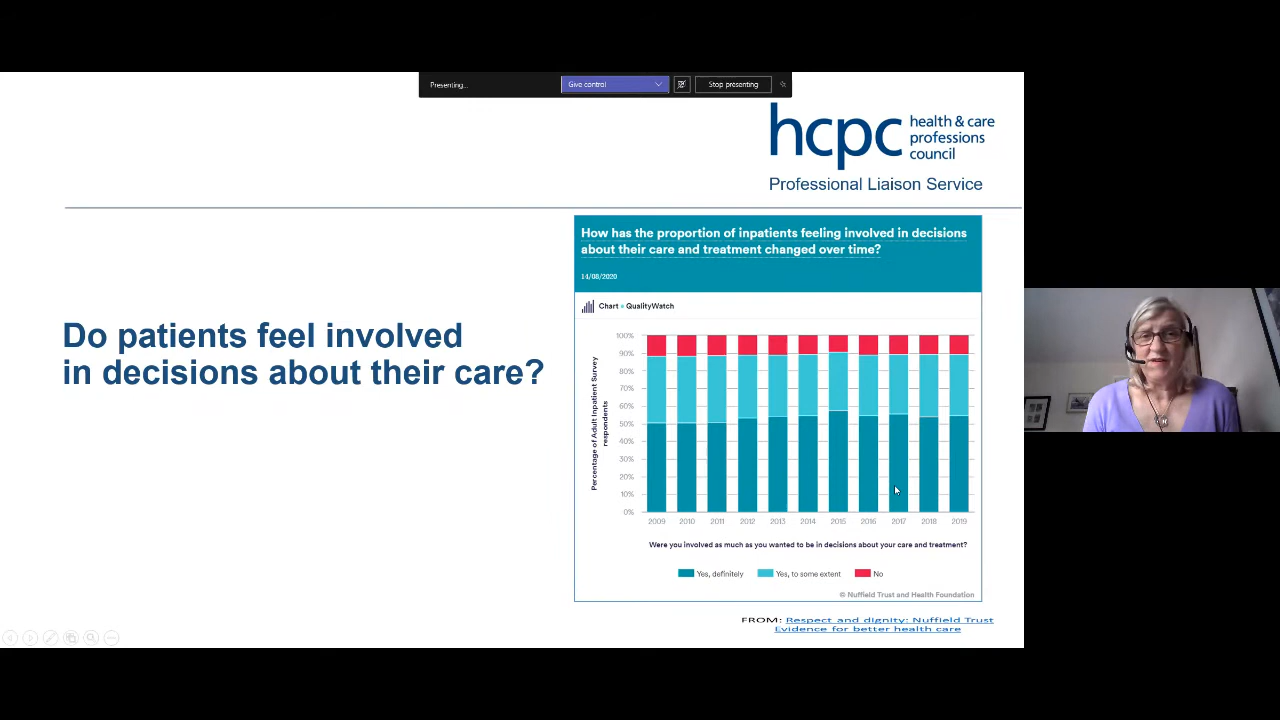 Presenting...
Give control
Stop presenting
hcpc
health & care
professions
council
Professional Liaison Service
Do patients feel involved
in decisions about their care?
How has the proportion of inpatients feeling involved in decisions
about their care and treatment changed over time?
14/08/2020
Chart • QualityWatch
Percentage of Adult Inpatient Survey
respondents
100%
90%
80%
70%
60%
50%
40%
30%
20%
10%
0%
2009 2010 2011 2012 2013 2014 2015 2016 2017 2018 2019
Were you involved as much as you wanted to be in decisions about your care and treatment?
Yes, definitely Yes, to some extent No
© Nuffield Trust and Health Foundation
FROM: Respect and dignity: Nuffield Trust
Evidence for better health care